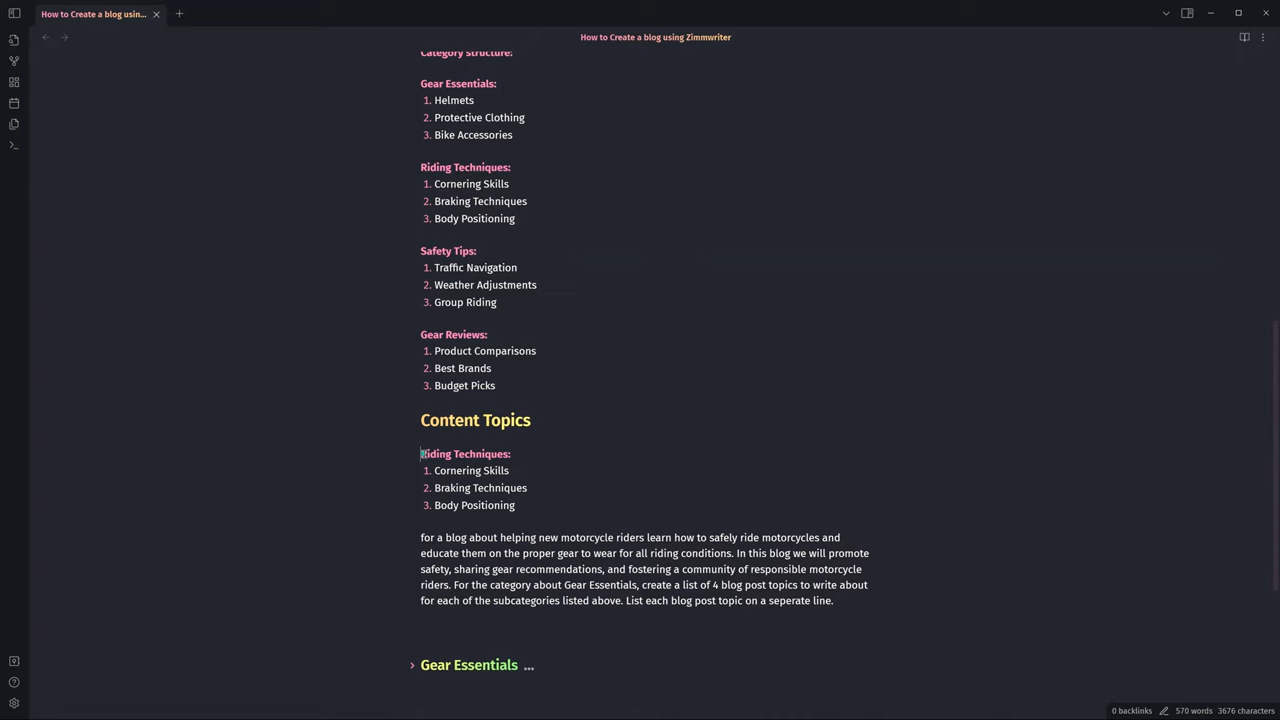 How to Create a blog usin...
How to Create a blog using Zimmwriter
Category structure:
Gear Essentials:
1. Helmets
2. Protective Clothing
3. Bike Accessories
Riding Techniques:
1. Cornering Skills
2. Braking Techniques
3. Body Positioning
Safety Tips:
1. Traffic Navigation
2. Weather Adjustments
3. Group Riding
Gear Reviews:
1. Product Comparisons
2. Best Brands
3. Budget Picks
Content Topics
Riding Techniques:
1. Cornering Skills
2. Braking Techniques
3. Body Positioning
for a blog about helping new motorcycle riders learn how to safely ride motorcycles and
educate them on the proper gear to wear for all riding conditions. In this blog we will promote
safety, sharing gear recommendations, and fostering a community of responsible motorcycle
riders. For the category about Gear Essentials, create a list of 4 blog post topics to write about
for each of the subcategories listed above. List each blog post topic on a seperate line.
Gear Essentials ...
0 backlinks 570 words 3676 characters